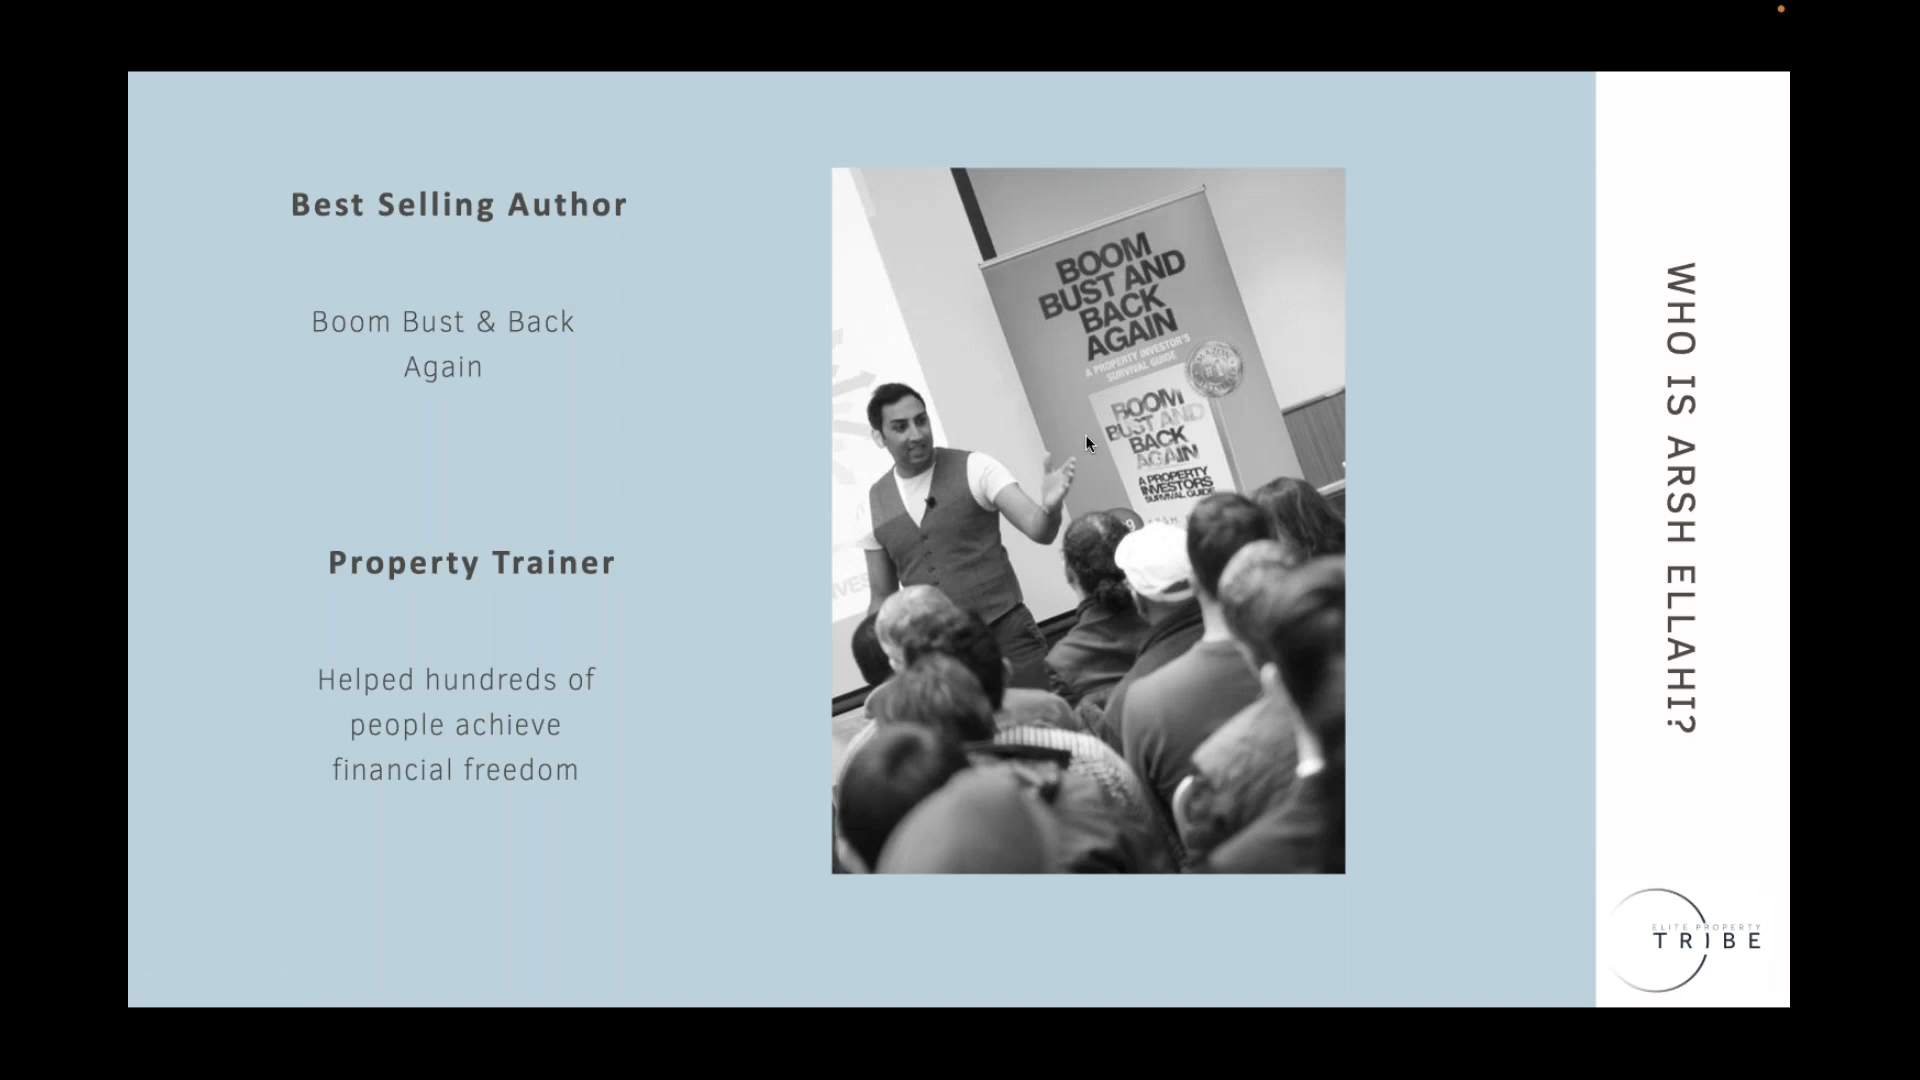 Best Selling Author
Boom Bust & Back
Again
Property Trainer
Helped hundreds of
people achieve
financial freedom
BOOM
BUST AND
BACK
AGAIN
A PROPERTY INVESTOR'S
SURVIVAL GUIDE
#1
BOOM
BUST AND
BACK
AGAIN
A PROPERTY
INVESTORS
SURVIVAL GUIDE
WHO IS ARSH ELLAHI?
ELITE PROPERTY
TRIBE